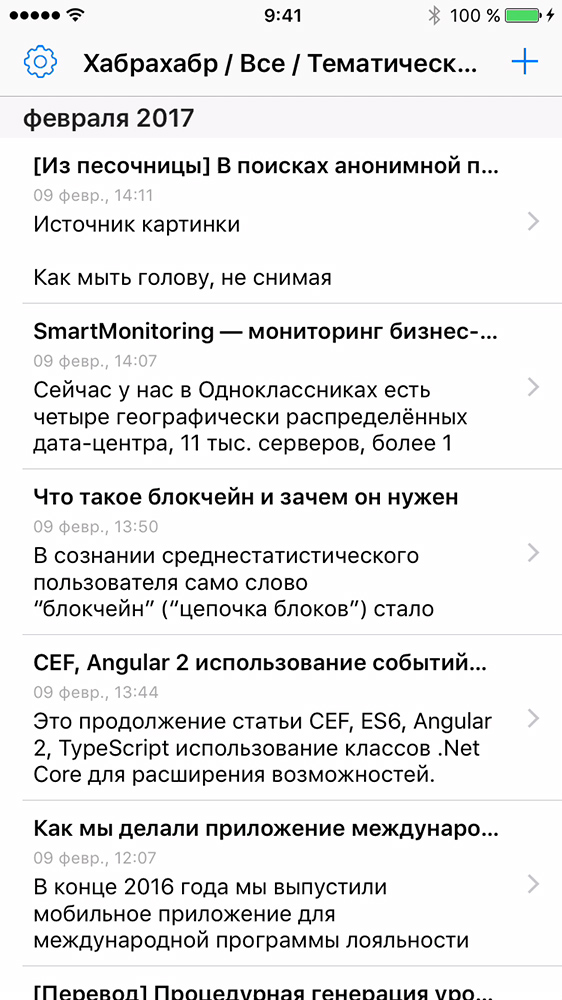 9:41
100 %
Хабрахабр / Все / Тематическ...
февраля 2017
[Из песочницы] В поисках анонимной п...
09 февр., 14:11
Источник картинки
Как мыть голову, не снимая
SmartMonitoring — мониторинг бизнес-...
09 февр., 14:07
Сейчас у нас в Одноклассниках есть
четыре географически распределённых
дата-центра, 11 тыс. серверов, более 1
Что такое блокчейн и зачем он нужен
09 февр., 13:50
В сознании среднестатистического
пользователя само слово
“блокчейн” (“цепочка блоков”) стало
CEF, Angular 2 использование событий...
09 февр., 13:44
Это продолжение статьи CEF, ES6, Angular
2, TypeScript использование классов .Net
Core для расширения возможностей.
Как мы делали приложение междунаро...
09 февр., 12:07
В конце 2016 года мы выпустили
мобильное приложение для
международной программы лояльности
[Перевод] Процедурная генерация уро...